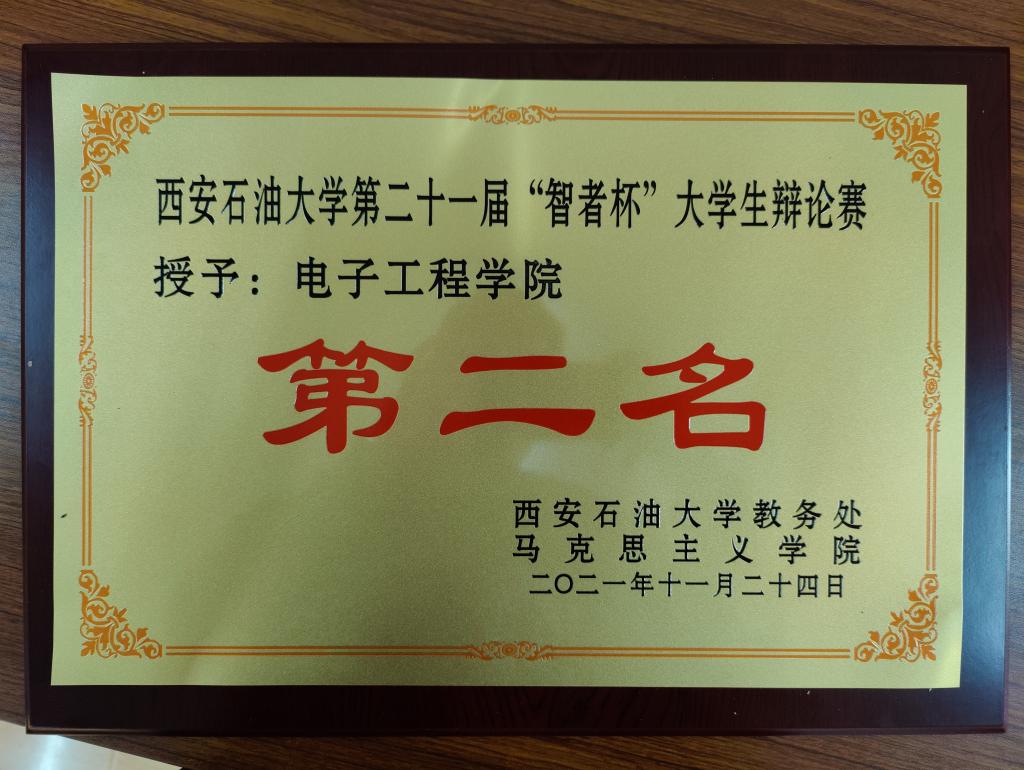 西安石油大学第二十一届“智者杯”大学生辩论赛
授予：电子工程学院
第二名
西安石油大学教务处
马克思主义学院
二〇二一年十一月二十四日